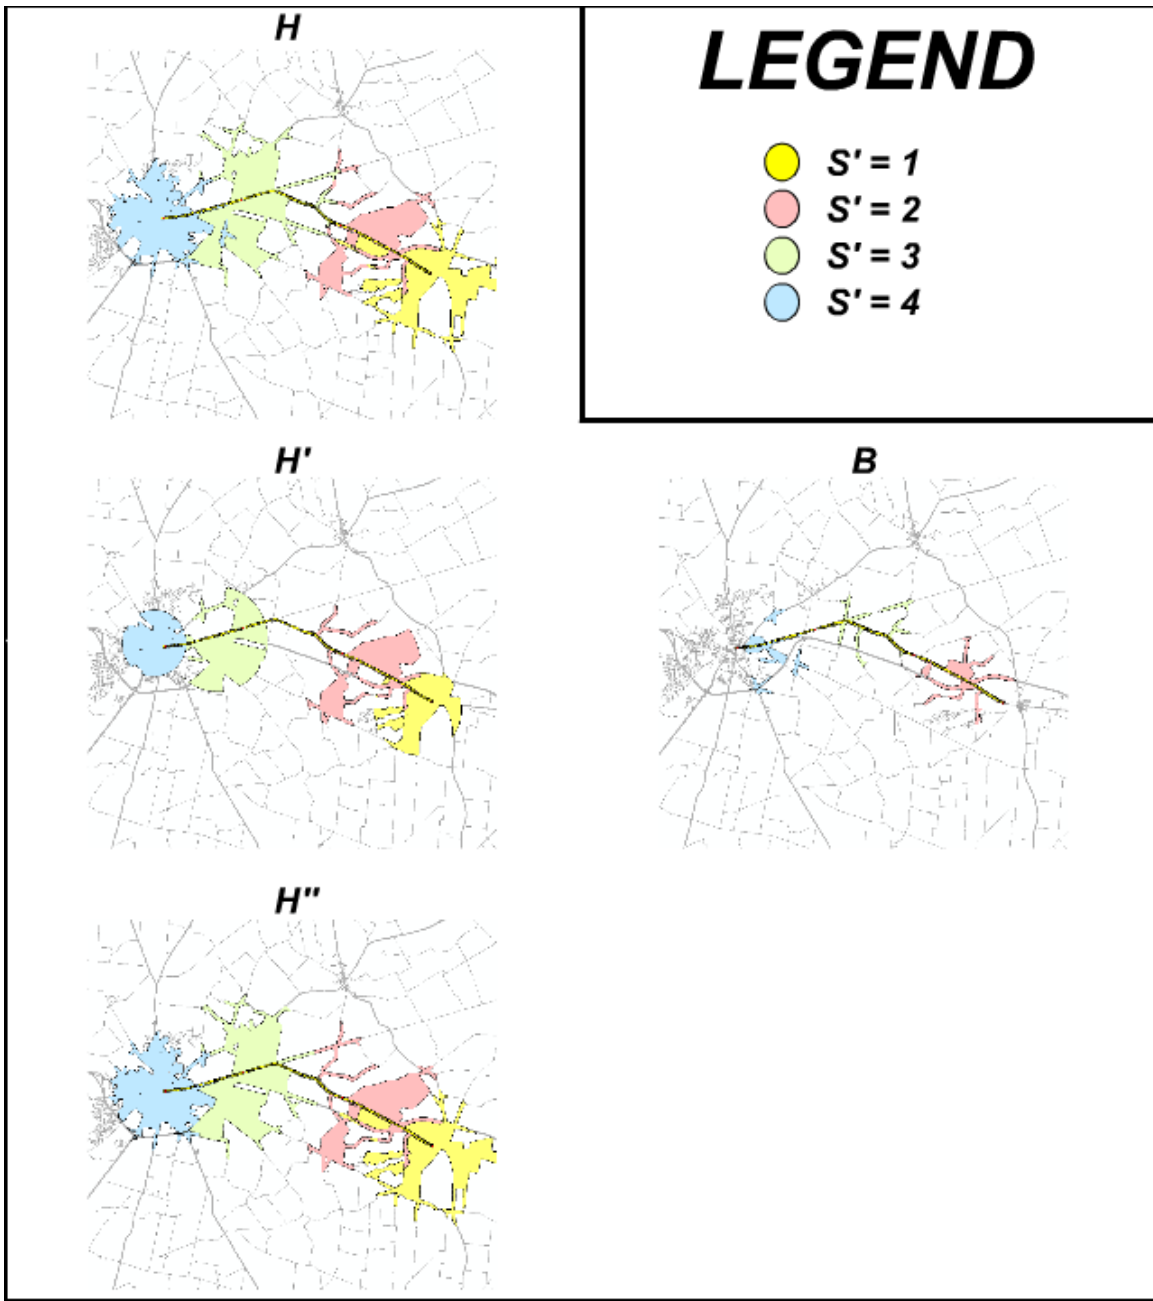 H
LEGEND
S' = 1
S' = 2
S' = 3
S' = 4
H'
B
H"